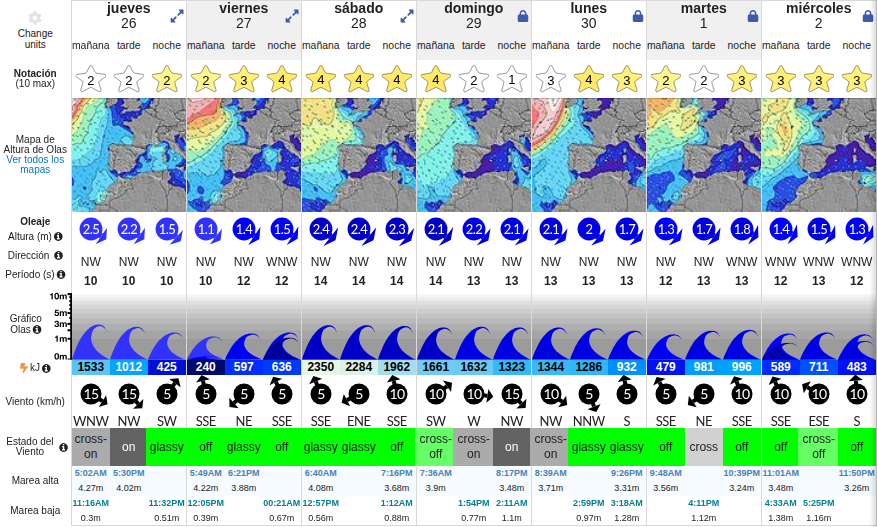 jueves viernes sábado domingo lunes martes miércoles
26 27 28 29 30 1 2
Change
units
mañana tarde noche mañana tarde noche mañana tarde noche mañana tarde noche mañana tarde noche mañana tarde noche mañana tarde noche
Notación
(10 max)
2 2 2 2 3 4 4 4 4 4 2 1 3 4 3 2 2 3 3 3 3
Mapa de
Altura de Olas
Ver todos los
mapas
Oleaje
Altura (m) 2.5 2.2 1.5 1.1 1.4 1.5 2.4 2.4 2.3 2.1 2.2 2.1 2.1 2 1.7 1.3 1.7 1.8 1.4 1.5 1.3
Dirección NW NW NW NW NW WNW NW NW NW NW NW NW NW NW NW NW NW WNW WNW WNW WNW
Período (s) 10 10 10 10 12 12 14 14 14 14 13 13 13 13 13 12 13 13 12 13 12
10m
Gráfico
Olas
5m
3m
1m
0m
kJ 1533 1012 425 240 597 636 2350 2284 1962 1661 1632 1323 1344 1286 932 479 981 996 589 711 483
Viento (km/h) 15 15 5 5 5 5 5 5 10 10 10 15 10 5 5 5 5 10 10 10 10
WNW NW SW SSE NE SSE SSE ENE SSE SW W NW NW NNW S SSE NE SSE SSE ESE S
Estado del
Viento
cross-on on glassy off glassy off glassy glassy off cross-off cross-on on cross-on glassy glassy off cross off off cross-off off
5:02AM 5:30PM 5:49AM 6:21PM 6:40AM 7:16PM 7:36AM 8:17PM 8:39AM 9:26PM 9:48AM 10:39PM 11:01AM 11:50PM
Marea alta
4.27m 4.02m 4.22m 3.88m 4.08m 3.68m 3.9m 3.48m 3.71m 3.31m 3.56m 3.24m 3.48m 3.26m
11:16AM 11:32PM 12:05PM 00:21AM 12:57PM 1:12AM 1:54PM 2:11AM 2:59PM 3:18AM 4:11PM 4:33AM 5:25PM
Marea baja
0.3m 0.51m 0.39m 0.67m 0.56m 0.88m 0.77m 1.1m 0.97m 1.28m 1.12m 1.38m 1.16m